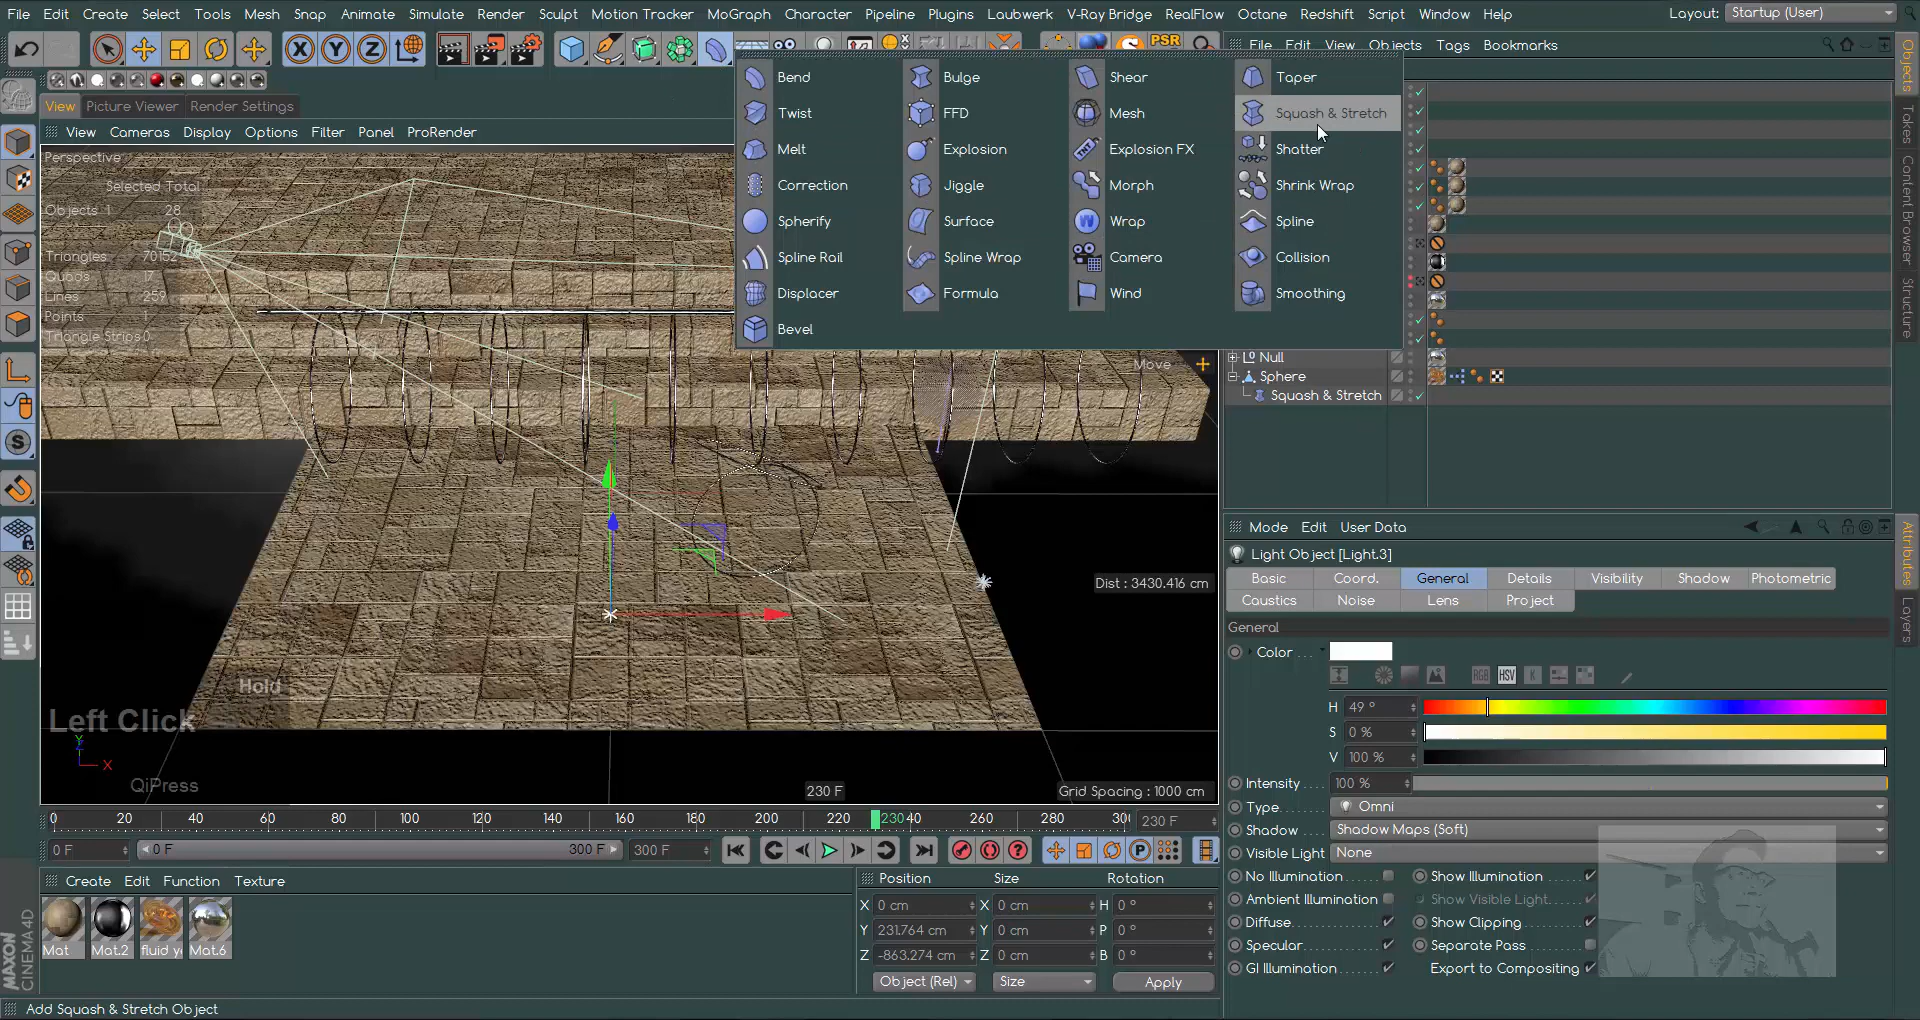 File Edit Create Select Tools Mesh Snap Animate Simulate Render Sculpt Motion Tracker MoGraph Character Pipeline Plugins Laubwerk V-Ray Bridge RealFlow Octane Redshift Script Window Help Layout: Startup (User)
X Y Z PSR
File Edit View Objects Tags Bookmarks
View Picture Viewer Render Settings
View Cameras Display Options Filter Panel ProRender
Bend Bulge Shear Taper
Twist FFD Mesh Squash & Stretch
Melt Explosion Explosion FX Shatter
Correction Jiggle Morph Shrink Wrap
Spherify Surface Wrap Spline
Spline Rail Spline Wrap Camera Collision
Displacer Formula Wind Smoothing
Bevel
Perspective
Selected Total
Objects 1 28
Triangles 70152
Quads 17
Lines 259
Points 1
Triangle Strips 0
Move
Null
Sphere
Squash & Stretch
Objects
Takes
Content Browser
Structure
Dist : 3430.416 cm
Hold
Left Click
Y
X
QiPress
230 F Grid Spacing : 1000 cm
0 20 40 60 80 100 120 140 160 180 200 220 230 40 260 280 300 230 F
0 F 0 F 300 F 300 F
Create Edit Function Texture
Mat Mat.2 fluid y Mat.6
MAXON
CINEMA4D
Position Size Rotation
X 0 cm X 0 cm H 0 °
Y 231.764 cm Y 0 cm P 0 °
Z -863.274 cm Z 0 cm B 0 °
Object (Rel) Size Apply
Add Squash & Stretch Object
Mode Edit User Data
Light Object [Light.3]
Basic Coord. General Details Visibility Shadow Photometric
Caustics Noise Lens Project
General
Color . . .
RGB HSV K
H 49 °
S 0 %
V 100 %
Intensity 100 %
Type Omni
Shadow Shadow Maps (Soft)
Visible Light None
No Illumination Show Illumination
Ambient Illumination Show Visible Light
Diffuse Show Clipping
Specular Separate Pass
GI Illumination Export to Compositing
Attributes
Layers